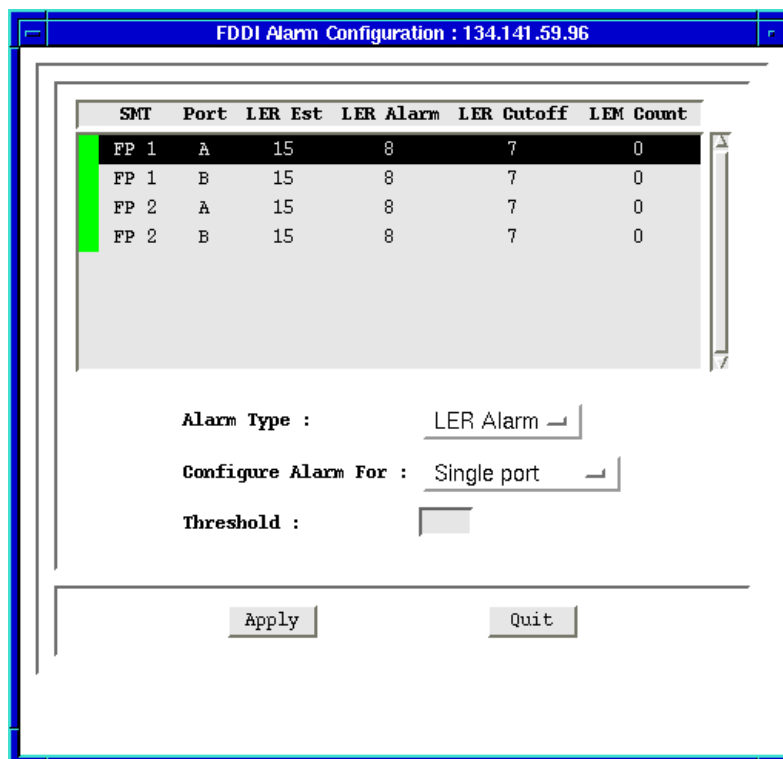 FDDI Alarm Configuration : 134.141.59.96
SMT Port LER Est LER Alarm LER Cutoff LEM Count
FP 1 A 15 8 7 0
FP 1 B 15 8 7 0
FP 2 A 15 8 7 0
FP 2 B 15 8 7 0
Alarm Type : LER Alarm
Configure Alarm For : Single port
Threshold :
Apply Quit